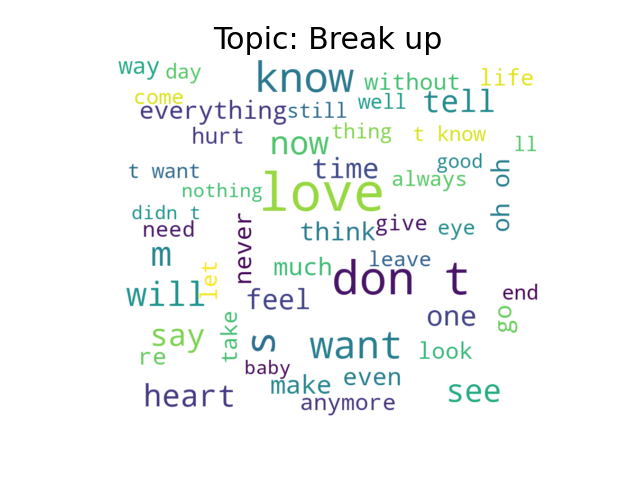 Topic: Break up
way day know without life
come everything still well tell
hurt now thing t know ll
t want time good
nothing love always oh oh
didn t need never think give eye
m let much leave
will feel don t end
say take s want one go
re baby look
heart make even see
anymore